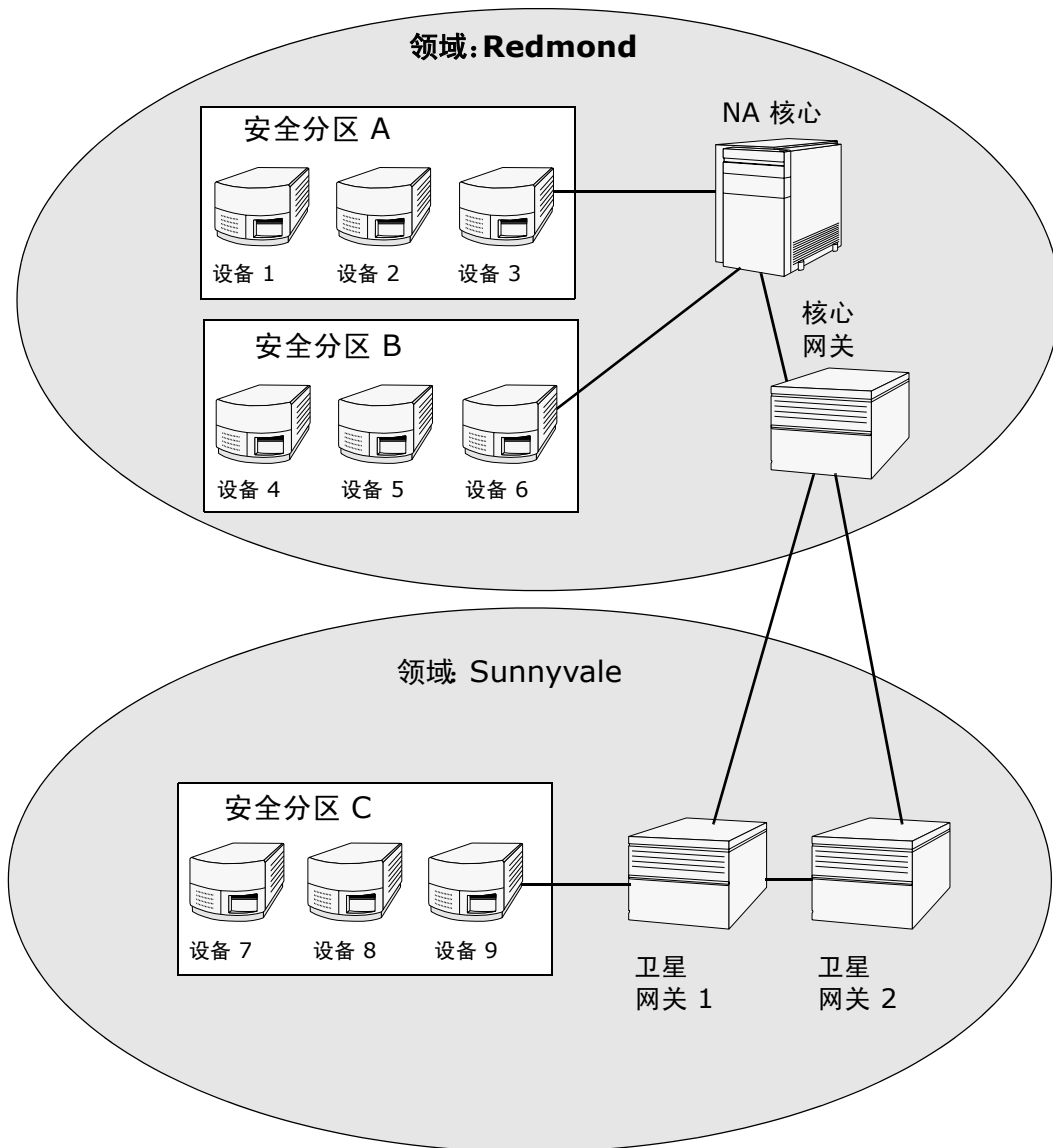 领域:Redmond
NA 核心
安全分区 A
设备 1
设备 2
设备 3
核心
网关
安全分区 B
设备 4
设备 5
设备 6
领域: Sunnyvale
安全分区 C
设备 7
设备 8
设备 9
卫星
网关 1
卫星
网关 2